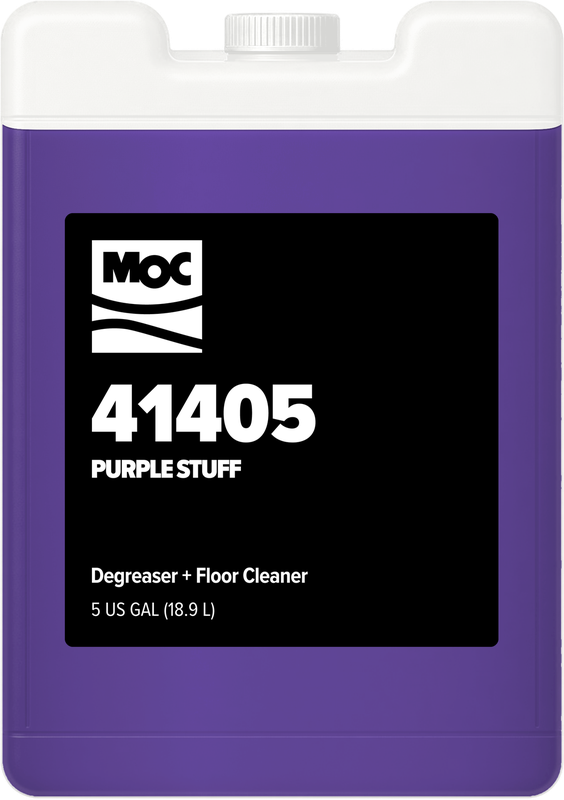 MOC
41405
PURPLE STUFF
Degreaser + Floor Cleaner
5 US GAL (18.9 L)